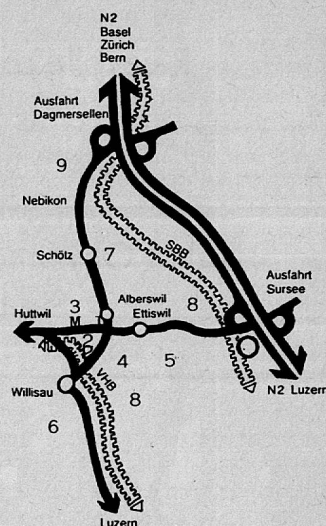 N2
Basel
Zürich
Bern
Ausfahrt
Dagmersellen
9
Nebikon
SBB
Schötz
7
Ausfahrt
Sursee
3
Alberswil
8
Huttwil
M
Ettiswil
2
4
5
VHB
N2 Luzern
Willisau
8
6
Luzern